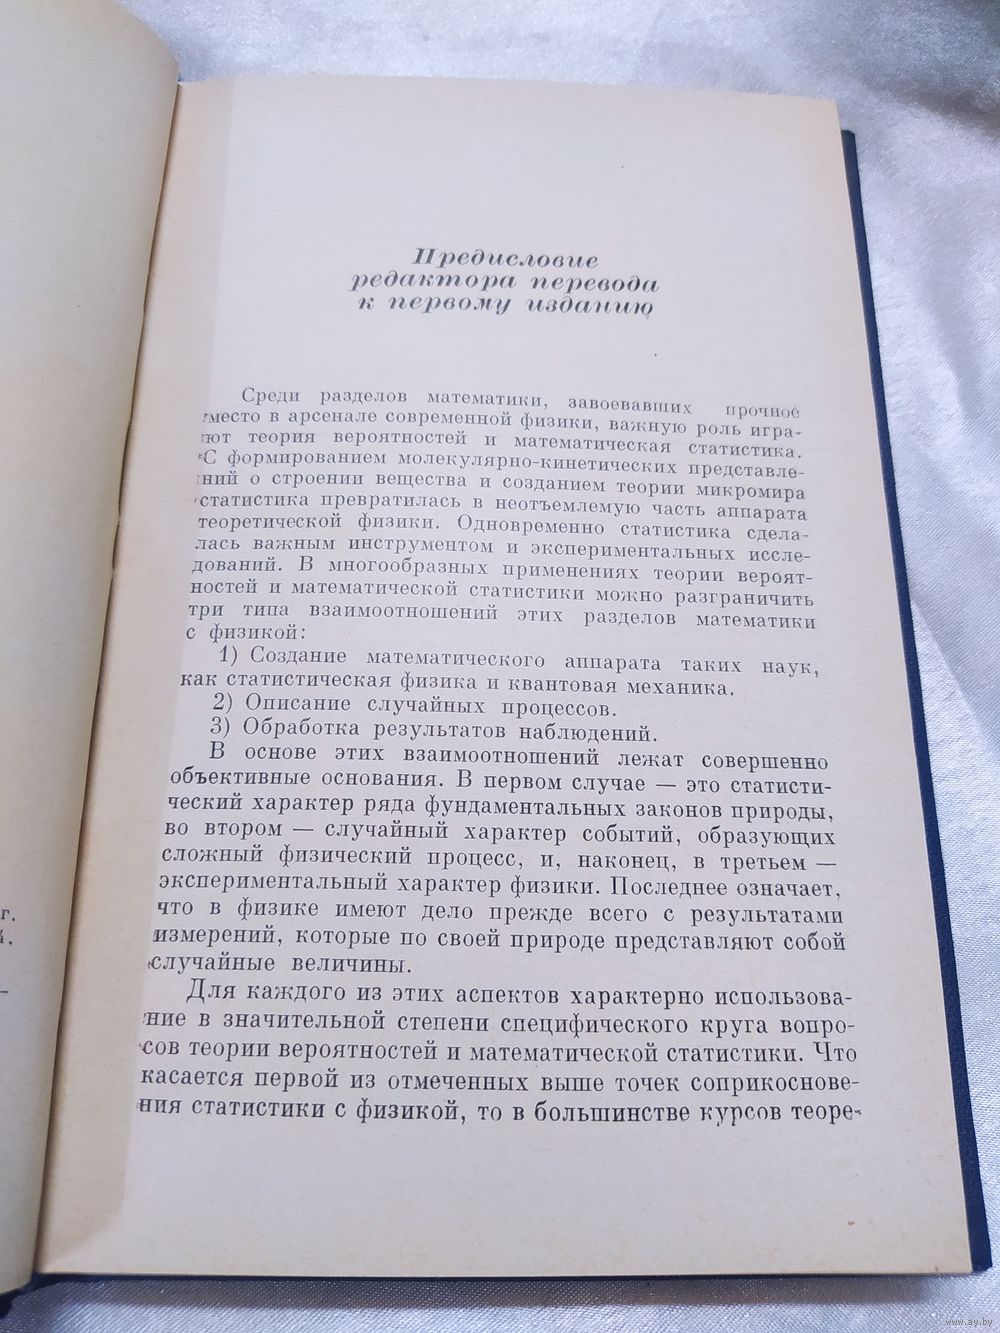 Предисловие
редактора перевода
к первому изданию
Среди разделов математики, завоевавших прочное
место в арсенале современной физики, важную роль игра-
ют теория вероятностей и математическая статистика.
С формированием молекулярно-кинетических представле-
ний о строении вещества и созданием теории микромира
статистика превратилась в неотъемлемую часть аппарата
теоретической физики. Одновременно статистика сдела-
лась важным инструментом и экспериментальных иссле-
дований. В многообразных применениях теории вероят-
ностей и математической статистики можно разграничить
три типа взаимоотношений этих разделов математики
с физикой:
1) Создание математического аппарата таких наук,
как статистическая физика и квантовая механика.
2) Описание случайных процессов.
3) Обработка результатов наблюдений.
В основе этих взаимоотношений лежат совершенно
объективные основания. В первом случае — это статисти-
ческий характер ряда фундаментальных законов природы,
во втором — случайный характер событий, образующих
сложный физический процесс, и, наконец, в третьем —
экспериментальный характер физики. Последнее означает,
что в физике имеют дело прежде всего с результатами
измерений, которые по своей природе представляют собой
случайные величины.
Для каждого из этих аспектов характерно использова-
ние в значительной степени специфического круга вопро-
сов теории вероятностей и математической статистики. Что
касается первой из отмеченных выше точек соприкоснове-
ния статистики с физикой, то в большинстве курсов теоре-
г.
4.
–
www.ay.by